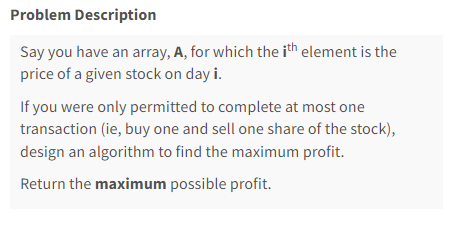 Problem Description
Say you have an array, A, for which the ith element is the
price of a given stock on day i.
If you were only permitted to complete at most one
transaction (ie, buy one and sell one share of the stock),
design an algorithm to find the maximum profit.
Return the maximum possible profit.